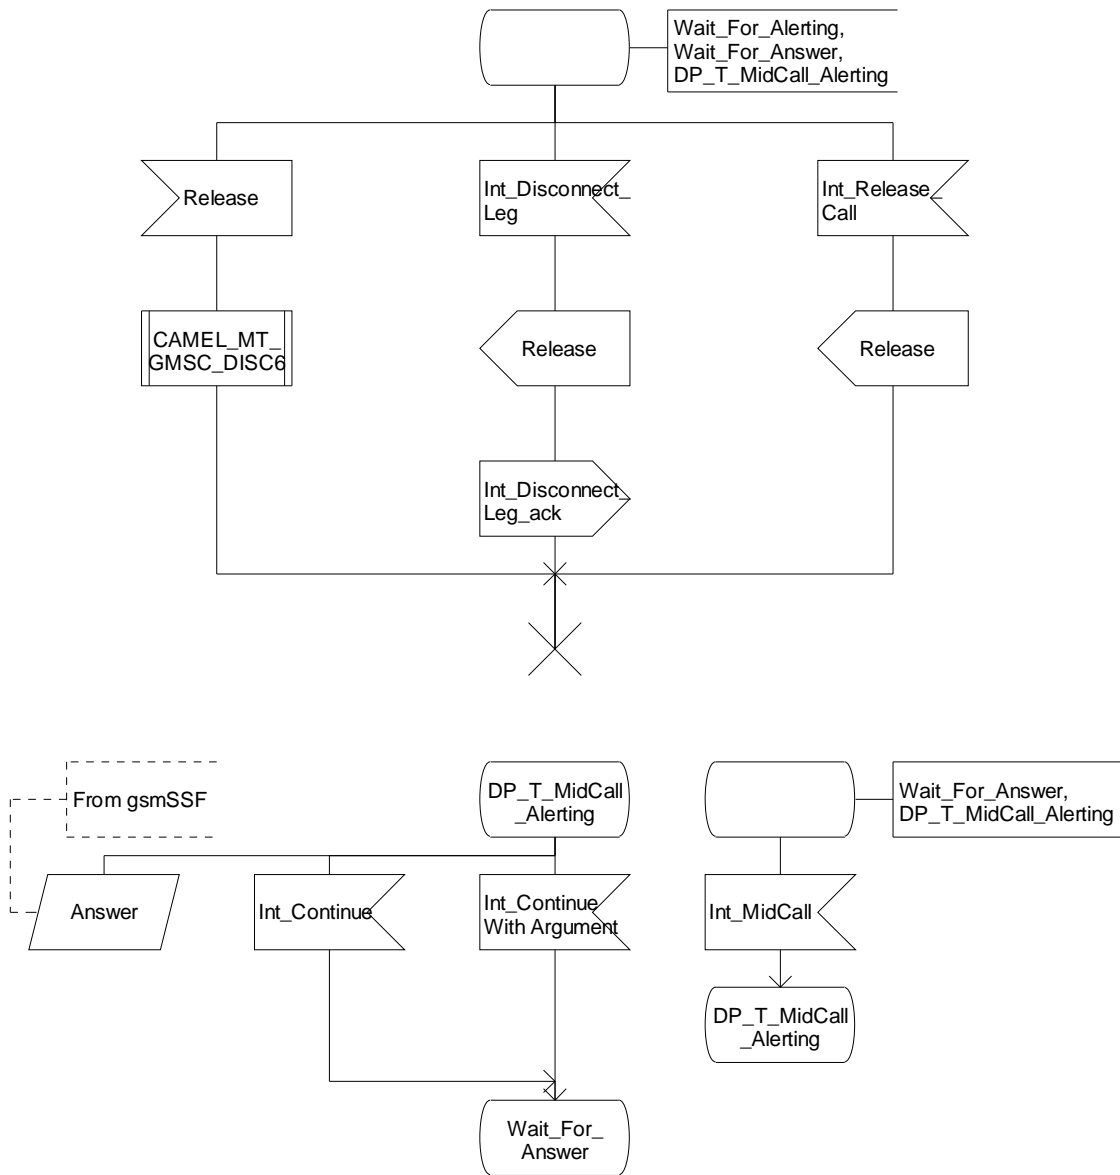 Wait_For_Alerting,
Wait_For_Answer,
DP_T_MidCall_Alerting
Release
Int_Disconnect_
Leg
Int_Release_
Call
CAMEL_MT_
GMSC_DISC6
Release
Release
Int_Disconnect_
Leg_ack
From gsmSSF
DP_T_MidCall
_Alerting
Wait_For_Answer,
DP_T_MidCall_Alerting
Answer
Int_Continue
Int_Continue_
With Argument
Int_MidCall
DP_T_MidCall
_Alerting
Wait_For_
Answer